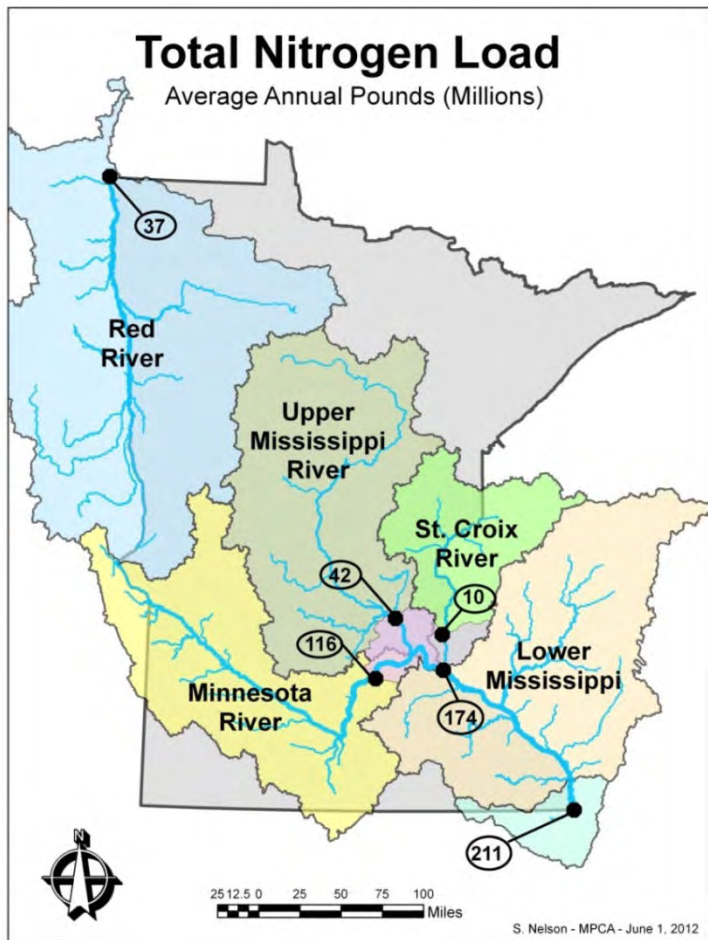 Total Nitrogen Load
Average Annual Pounds (Millions)
37
Red
River
Upper
Mississippi
River
St. Croix
River
42
10
116
Lower
Mississippi
Minnesota
River
174
211
N
25 12.5 0 25 50 75 100
Miles
S. Nelson - MPCA - June 1, 2012